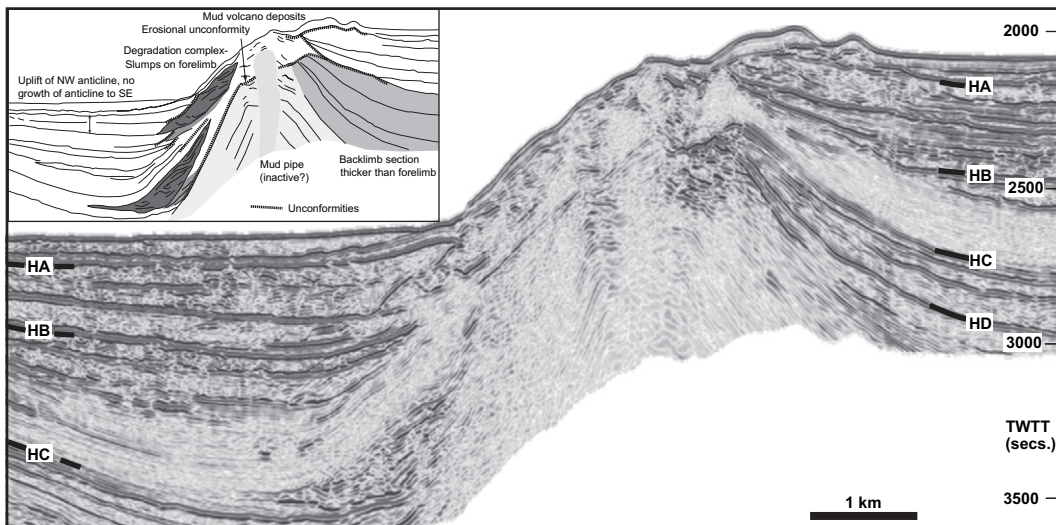 Mud volcano deposits
Erosional unconformity
Degradation complex-
Slumps on forelimb
Uplift of NW anticline, no
growth of anticline to SE
Mud pipe
(inactive?)
Backlimb section
thicker than forelimb
Unconformities
2000
HA
HB
2500
HC
HA
HD
HB
3000
TWTT
(secs.)
HC
1 km
3500